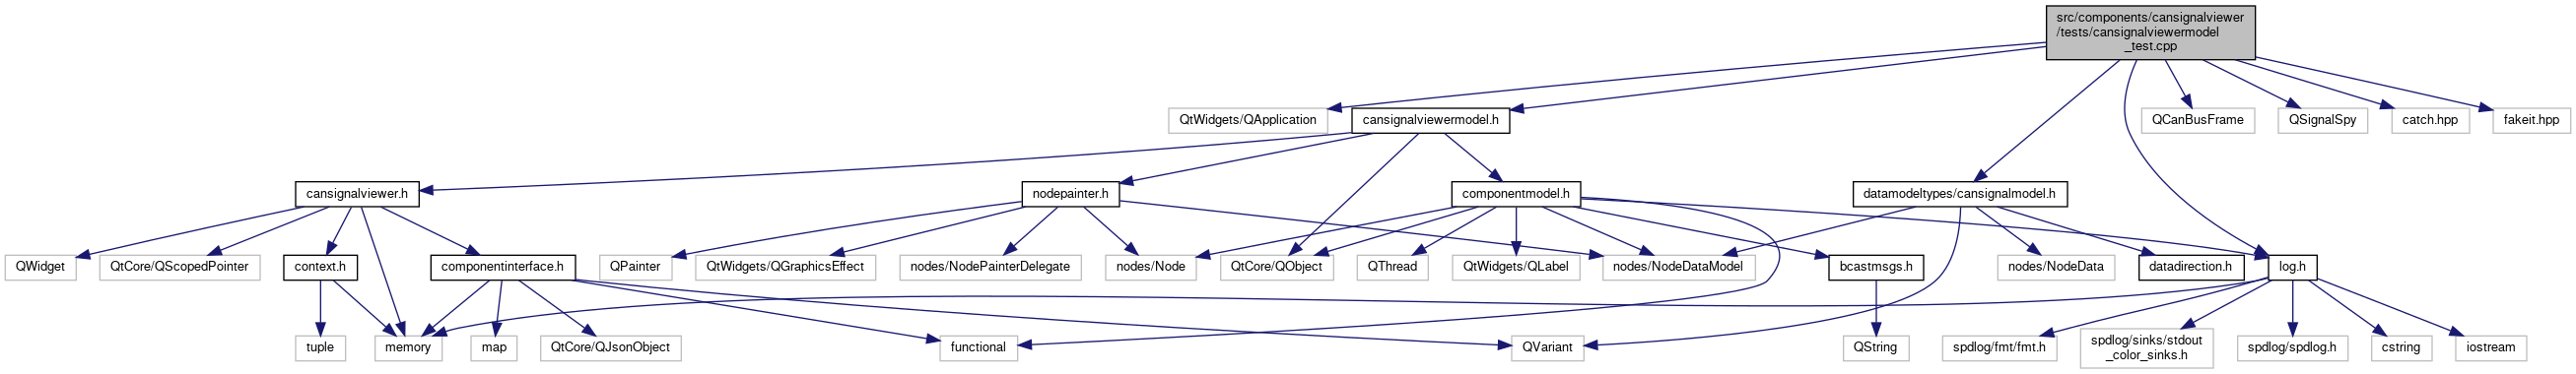 src/components/cansignalviewer
/tests/cansignalviewermodel
_test.cpp
QtWidgets/QApplication
cansignalviewermodel.h
QCanBusFrame
QSignalSpy
catch.hpp
fakeit.hpp
cansignalviewer.h
nodepainter.h
componentmodel.h
datamodeltypes/cansignalmodel.h
QWidget
QtCore/QScopedPointer
context.h
componentinterface.h
QPainter
QtWidgets/QGraphicsEffect
nodes/NodePainterDelegate
nodes/Node
QtCore/QObject
QThread
QtWidgets/QLabel
nodes/NodeDataModel
bcastmsgs.h
nodes/NodeData
datadirection.h
log.h
tuple
memory
map
QtCore/QJsonObject
functional
QVariant
QString
spdlog/fmt/fmt.h
spdlog/sinks/stdout
_color_sinks.h
spdlog/spdlog.h
cstring
iostream